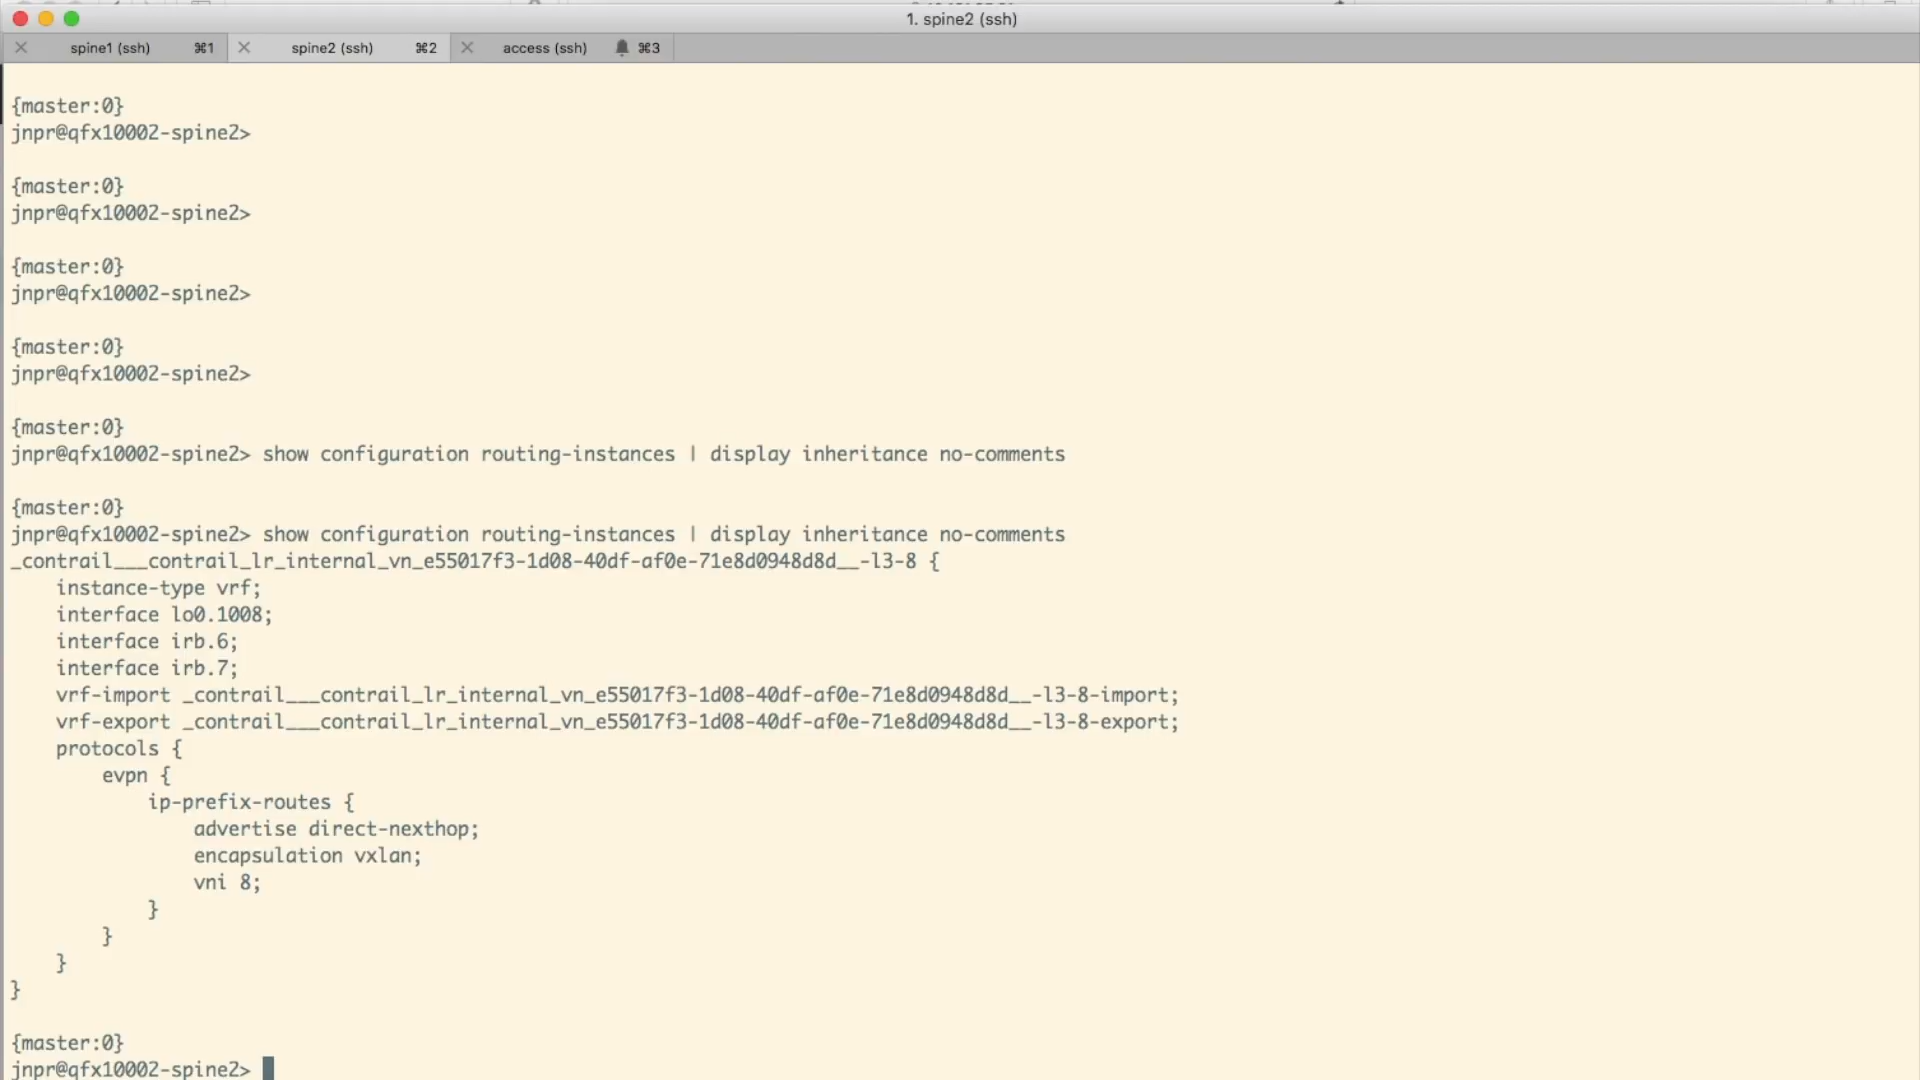 1. spine2 (ssh)
spine1 (ssh) ⌘1 spine2 (ssh) ⌘2 access (ssh) ⌘3
{master:0}
jnpr@qfx10002-spine2>
{master:0}
jnpr@qfx10002-spine2>
{master:0}
jnpr@qfx10002-spine2>
{master:0}
jnpr@qfx10002-spine2>
{master:0}
jnpr@qfx10002-spine2> show configuration routing-instances | display inheritance no-comments
{master:0}
jnpr@qfx10002-spine2> show configuration routing-instances | display inheritance no-comments
_contrail___contrail_lr_internal_vn_e55017f3-1d08-40df-af0e-71e8d0948d8d__-l3-8 {
    instance-type vrf;
    interface lo0.1008;
    interface irb.6;
    interface irb.7;
    vrf-import _contrail___contrail_lr_internal_vn_e55017f3-1d08-40df-af0e-71e8d0948d8d__-l3-8-import;
    vrf-export _contrail___contrail_lr_internal_vn_e55017f3-1d08-40df-af0e-71e8d0948d8d__-l3-8-export;
    protocols {
        evpn {
            ip-prefix-routes {
                advertise direct-nexthop;
                encapsulation vxlan;
                vni 8;
            }
        }
    }
}
{master:0}
jnpr@qfx10002-spine2>